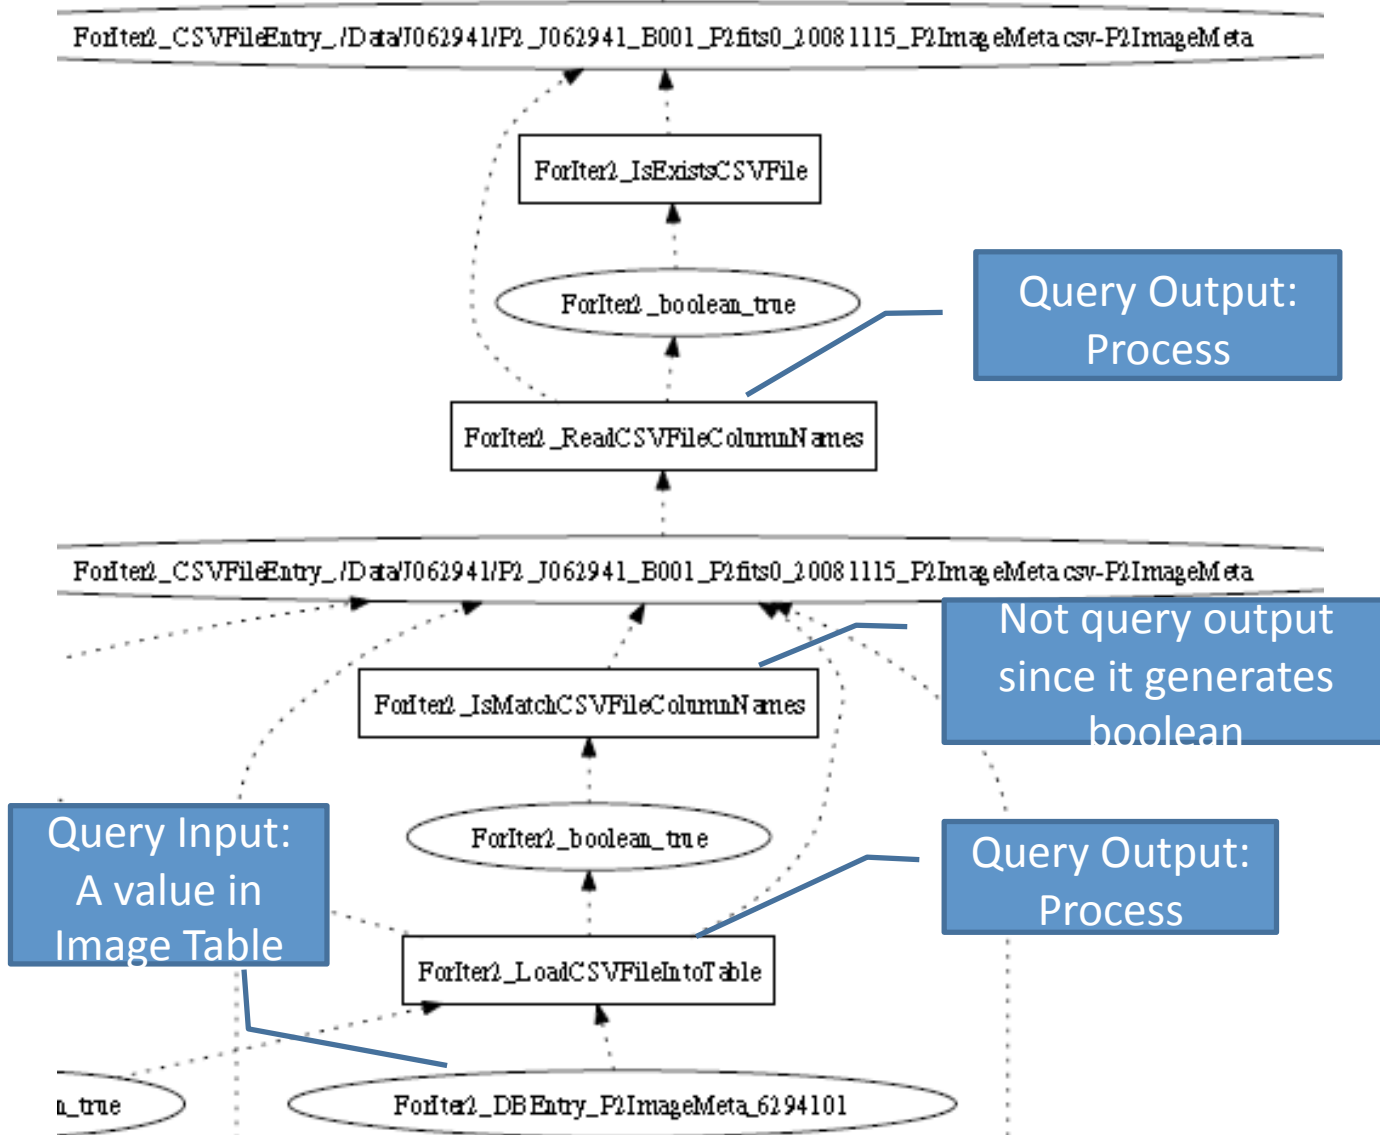 ForIter2_CSVFileEntry_/Data/J062941/P2_J062941_B001_P2fits0_20081115_P2ImageMeta.csv-P2ImageMeta
ForIter2_IsExistsCSVFile
ForIter2_boolean_true
Query Output:
Process
ForIter2_ReadCSVFileColumnNames
ForIter2_CSVFileEntry_/Data/J062941/P2_J062941_B001_P2fits0_20081115_P2ImageMeta.csv-P2ImageMeta
Not query output
since it generates
boolean
ForIter2_IsMatchCSVFileColumnNames
Query Input:
A value in
Image Table
ForIter2_boolean_true
Query Output:
Process
ForIter2_LoadCSVFileIntoTable
n_true
ForIter2_DBEntry_P2ImageMeta_6294101